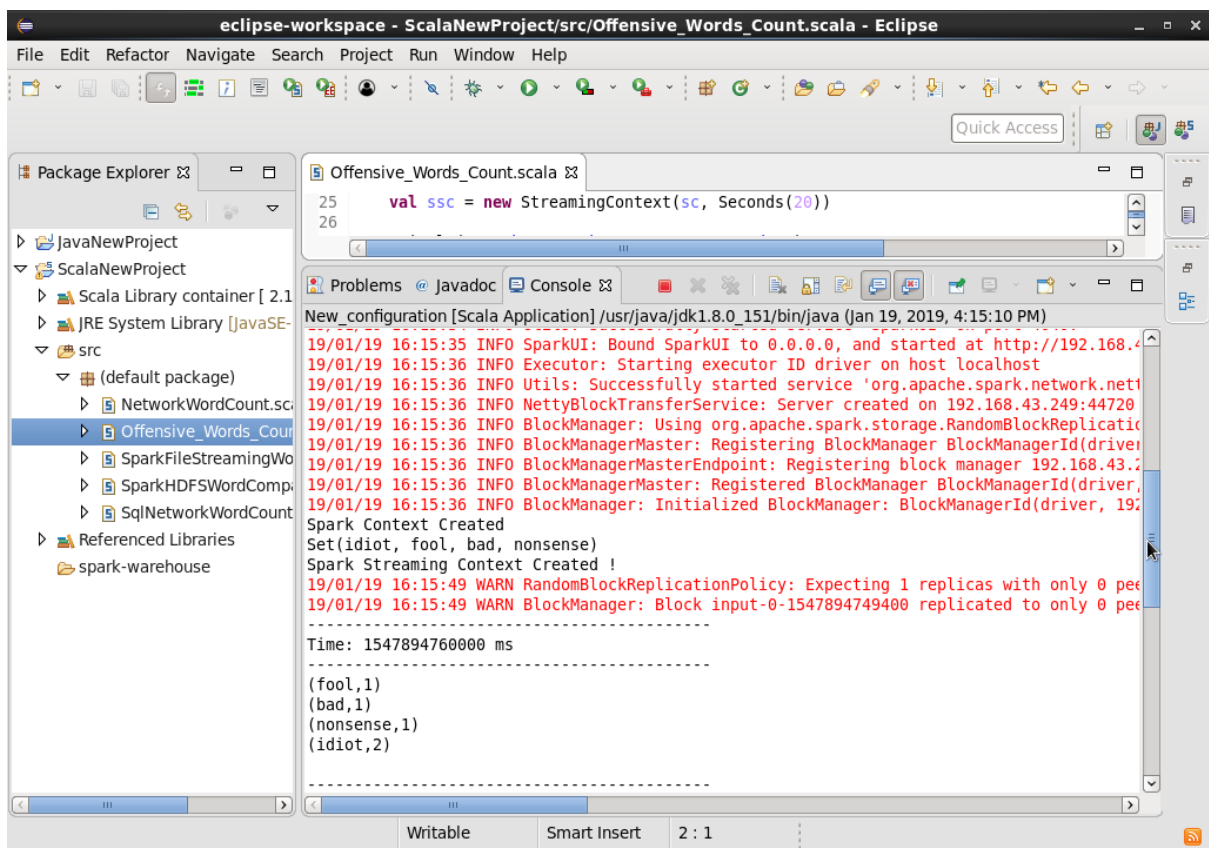 eclipse-workspace - ScalaNewProject/src/Offensive_Words_Count.scala - Eclipse
File Edit Refactor Navigate Search Project Run Window Help
Quick Access
Package Explorer
Offensive_Words_Count.scala
25 val ssc = new StreamingContext(sc, Seconds(20))
26
JavaNewProject
ScalaNewProject
Scala Library container [ 2.1
JRE System Library [JavaSE-
src
(default package)
NetworkWordCount.sc
Offensive_Words_Cour
SparkFileStreamingWo
SparkHDFSWordComp
SqlNetworkWordCount
Referenced Libraries
spark-warehouse
Problems @ Javadoc Console
New_configuration [Scala Application] /usr/java/jdk1.8.0_151/bin/java (Jan 19, 2019, 4:15:10 PM)
19/01/19 16:15:35 INFO SparkUI: Bound SparkUI to 0.0.0.0, and started at http://192.168.4
19/01/19 16:15:36 INFO Executor: Starting executor ID driver on host localhost
19/01/19 16:15:36 INFO Utils: Successfully started service 'org.apache.spark.network.nett
19/01/19 16:15:36 INFO NettyBlockTransferService: Server created on 192.168.43.249:44720
19/01/19 16:15:36 INFO BlockManager: Using org.apache.spark.storage.RandomBlockReplicatio
19/01/19 16:15:36 INFO BlockManagerMaster: Registering BlockManager BlockManagerId(driver
19/01/19 16:15:36 INFO BlockManagerMasterEndpoint: Registering block manager 192.168.43.2
19/01/19 16:15:36 INFO BlockManagerMaster: Registered BlockManager BlockManagerId(driver,
19/01/19 16:15:36 INFO BlockManager: Initialized BlockManager: BlockManagerId(driver, 192
Spark Context Created
Set(idiot, fool, bad, nonsense)
Spark Streaming Context Created !
19/01/19 16:15:49 WARN RandomBlockReplicationPolicy: Expecting 1 replicas with only 0 pee
19/01/19 16:15:49 WARN BlockManager: Block input-0-1547894749400 replicated to only 0 pee
-------------------------------------------
Time: 1547894760000 ms
-------------------------------------------
(fool,1)
(bad,1)
(nonsense,1)
(idiot,2)
-------------------------------------------
Writable Smart Insert 2 : 1